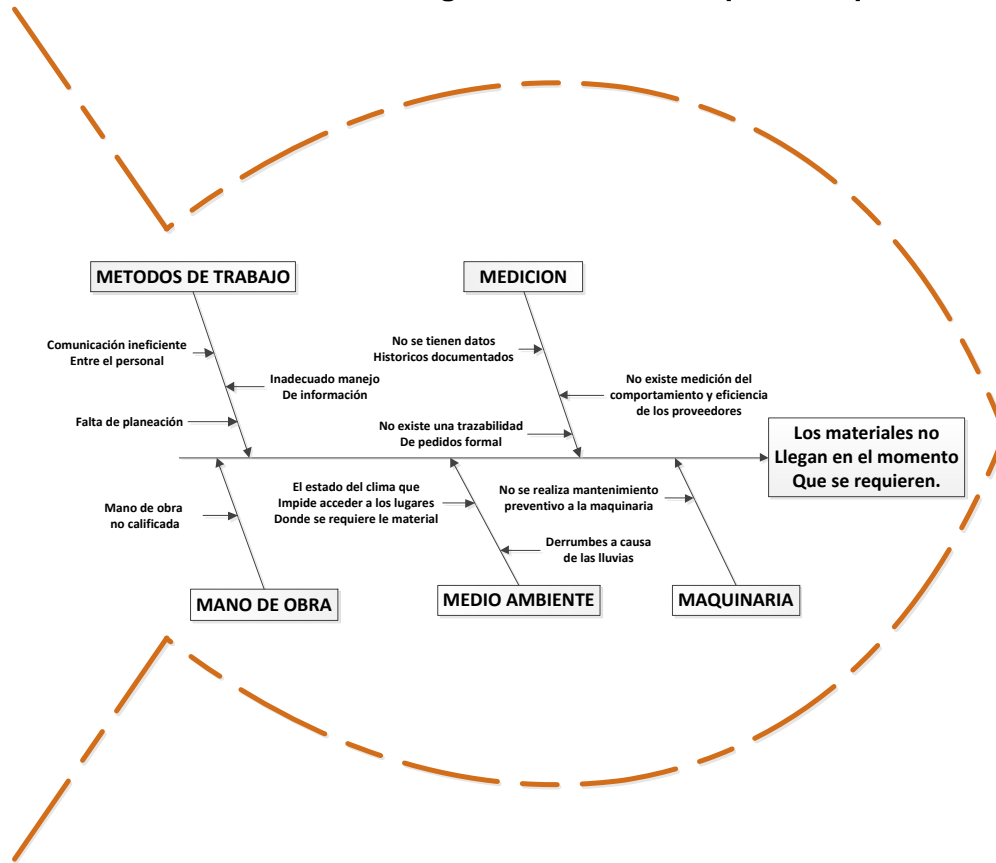 METODOS DE TRABAJO
MEDICION
Comunicación ineficiente
Entre el personal
Inadecuado manejo
De información
Falta de planeación
No se tienen datos
Historicos documentados
No existe medición del
comportamiento y eficiencia
de los proveedores
No existe una trazabilidad
De pedidos formal
Los materiales no
Llegan en el momento
Que se requieren.
Mano de obra
no calificada
El estado del clima que
Impide acceder a los lugares
Donde se requiere le material
Derrumbes a causa
de las lluvias
No se realiza mantenimiento
preventivo a la maquinaria
MANO DE OBRA
MEDIO AMBIENTE
MAQUINARIA